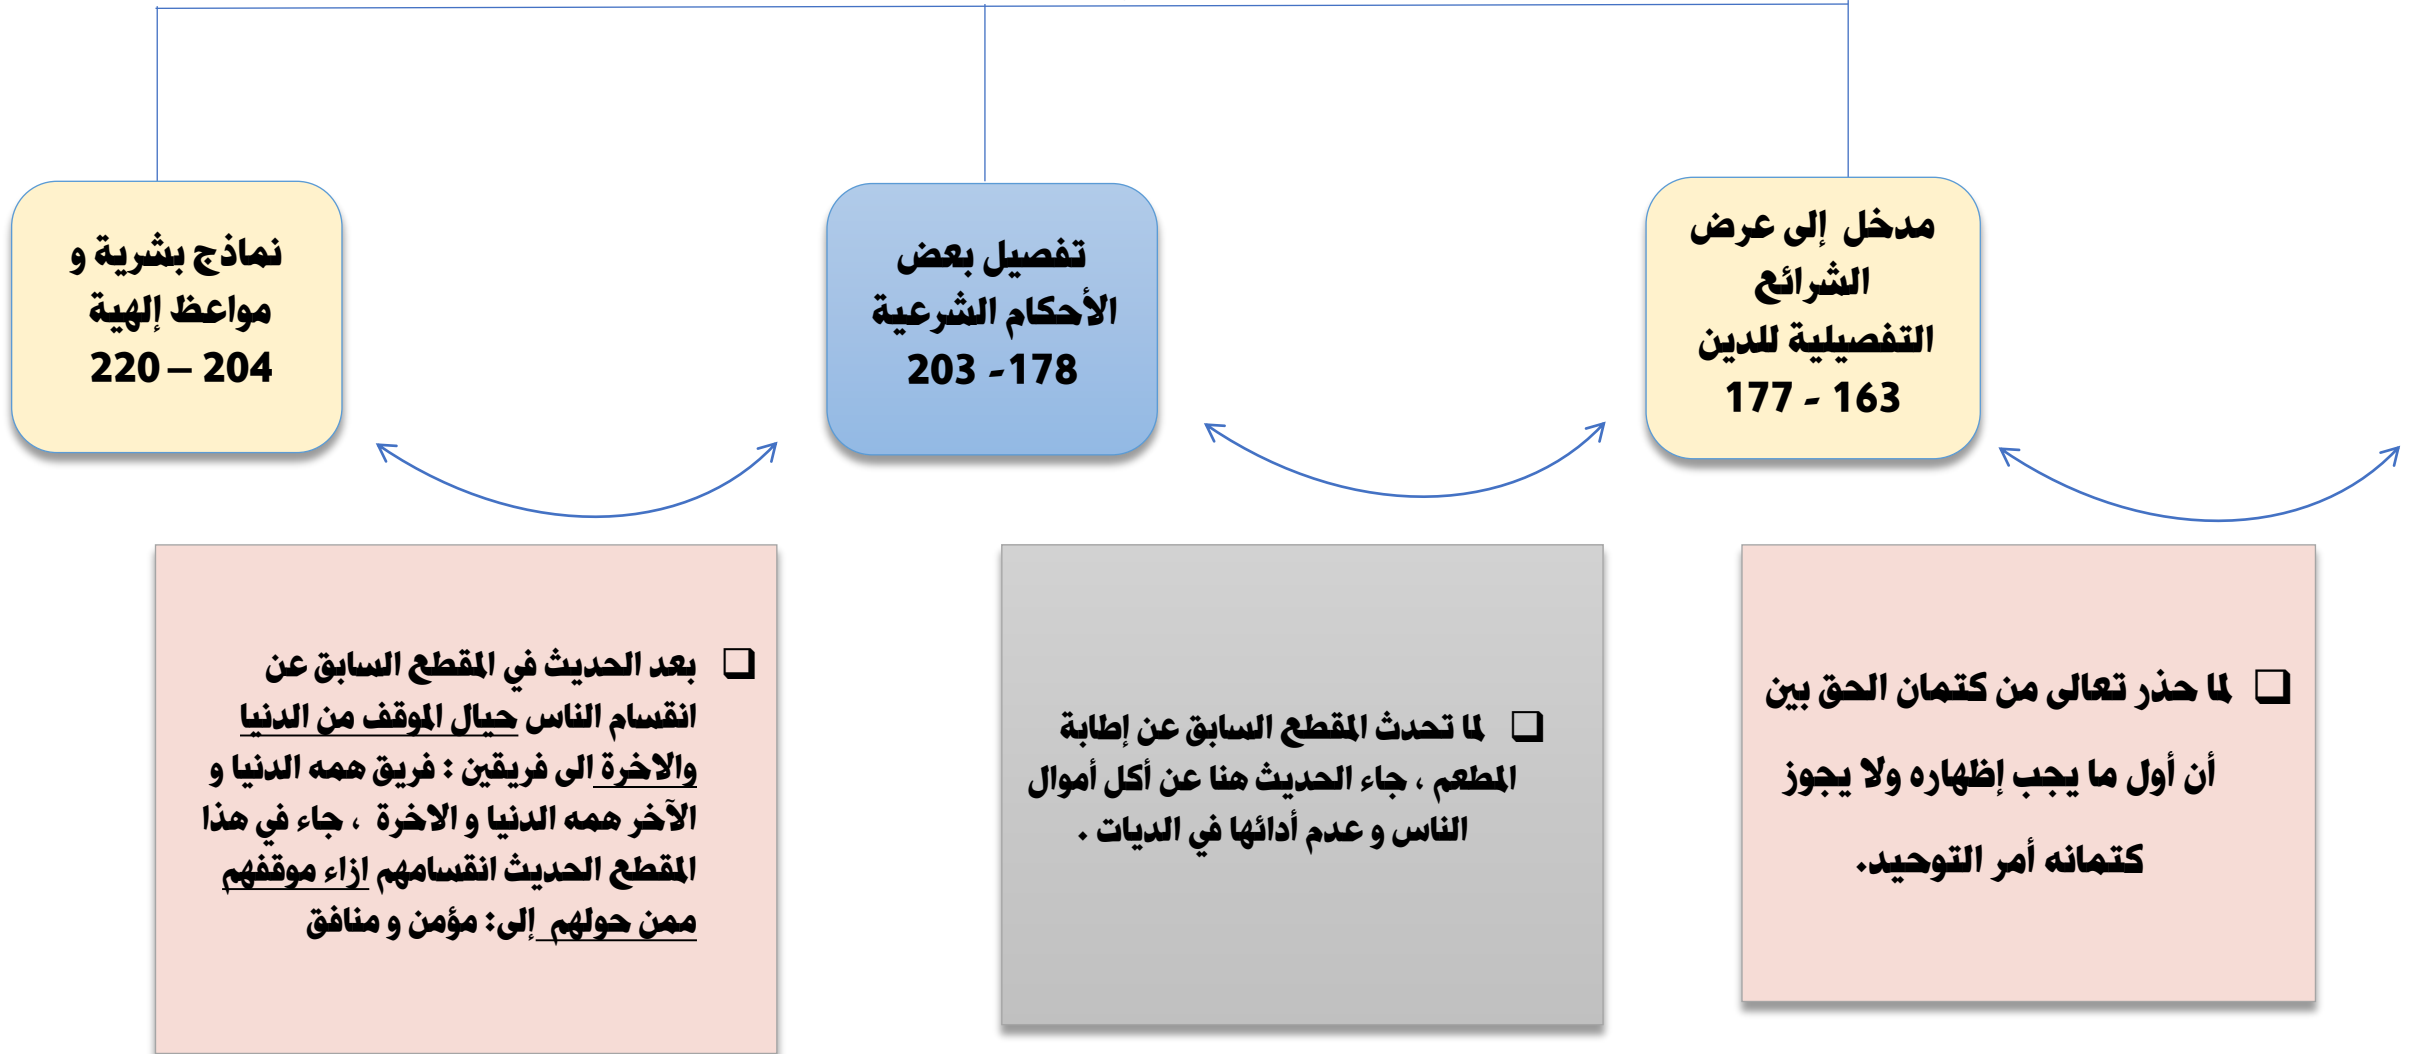 مدخل إلى عرض
الشرائع
التفصيلية للدين
163 - 177
تفصيل بعض
الأحكام الشرعية
178- 203
نماذج بشرية و
مواعظ إلهية
204 – 220
❑ لما حذر تعالى من كتمان الحق بين
أن أول ما يجب إظهاره ولا يجوز
كتمانه أمر التوحيد.
❑ لما تحدث المقطع السابق عن إطابة
المطعم ، جاء الحديث هنا عن أكل أموال
الناس و عدم أدائها في الديات .
❑ بعد الحديث في المقطع السابق عن
انقسام الناس حيال الموقف من الدنيا
والاخرة الى فريقين : فريق همه الدنيا و
الآخر همه الدنيا و الاخرة ، جاء في هذا
المقطع الحديث انقسامهم ازاء موقفهم
ممن حولهم إلى: مؤمن و منافق